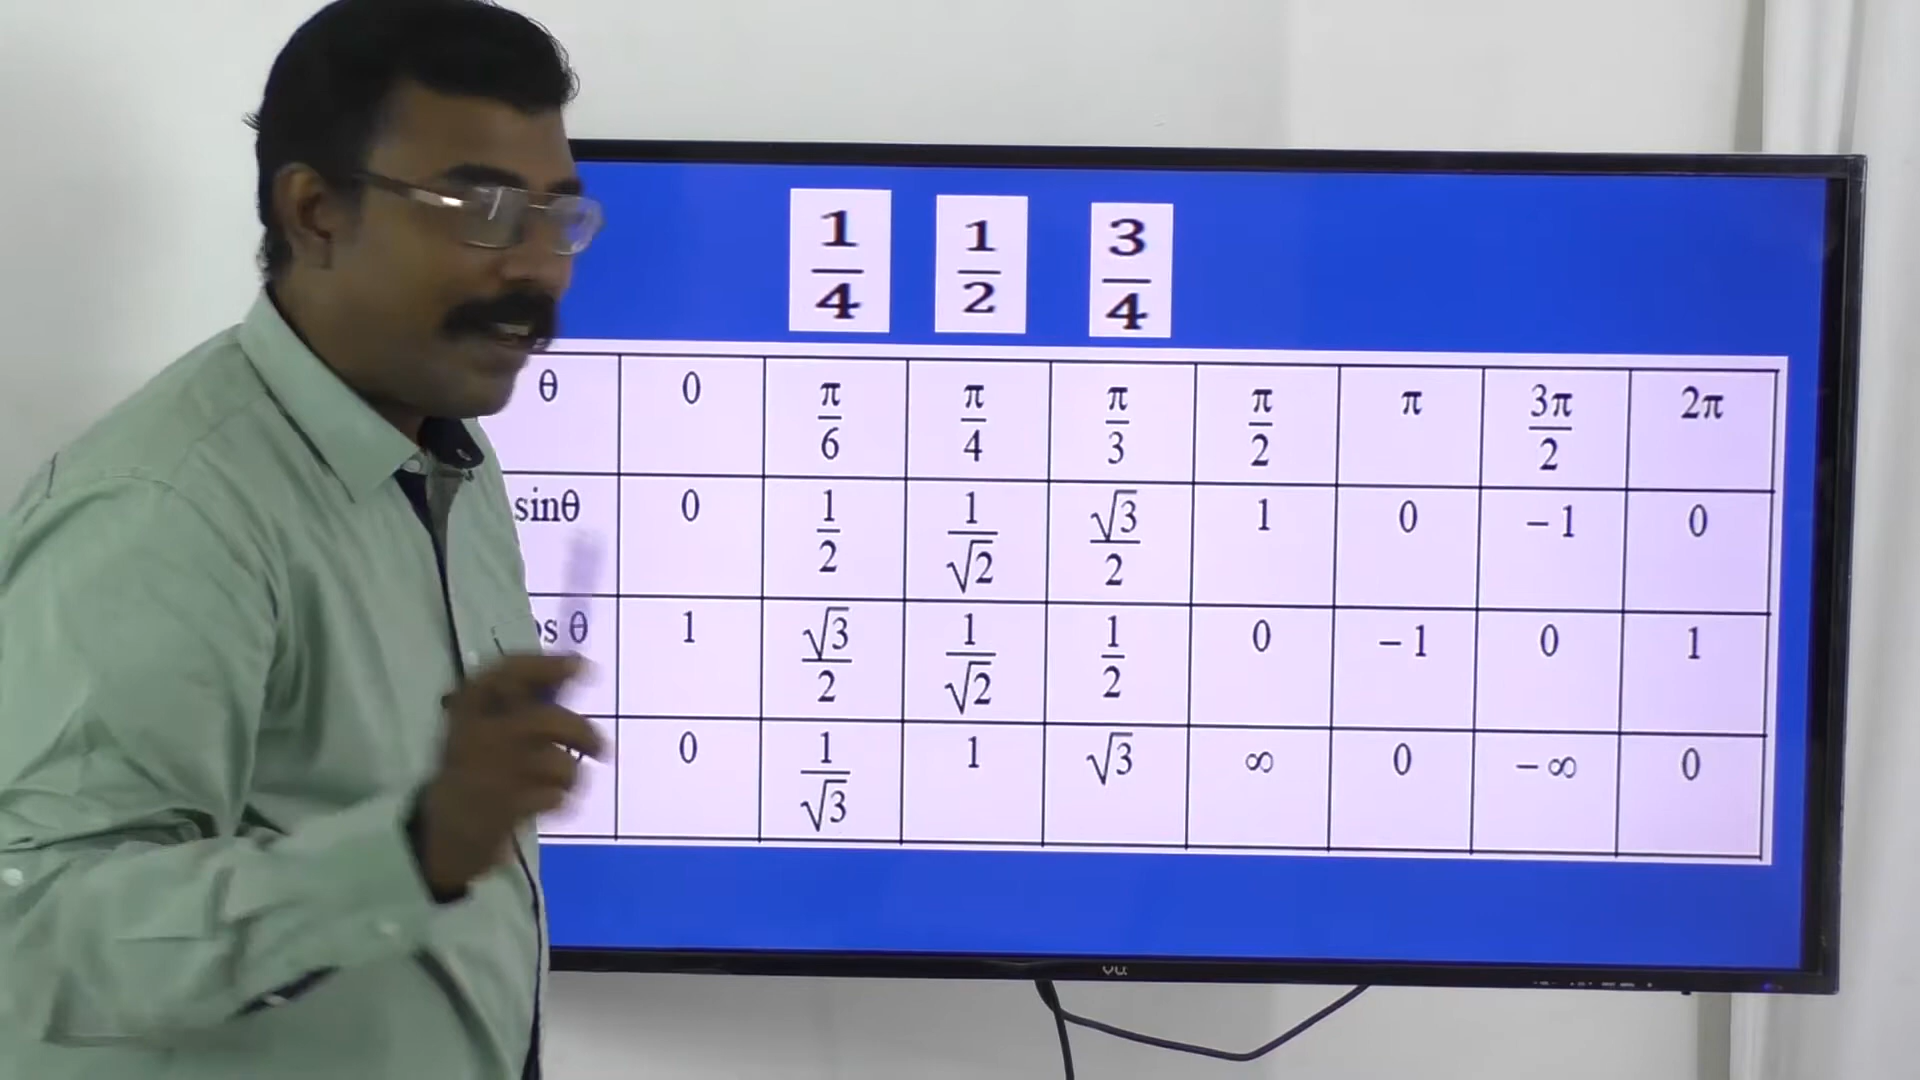 1/4 1/2 3/4
θ 0 π/6 π/4 π/3 π/2 π 3π/2 2π
sinθ 0 1/2 1/√2 √3/2 1 0 – 1 0
os θ 1 √3/2 1/√2 1/2 0 – 1 0 1
0 1/√3 1 √3 ∞ 0 – ∞ 0
VU